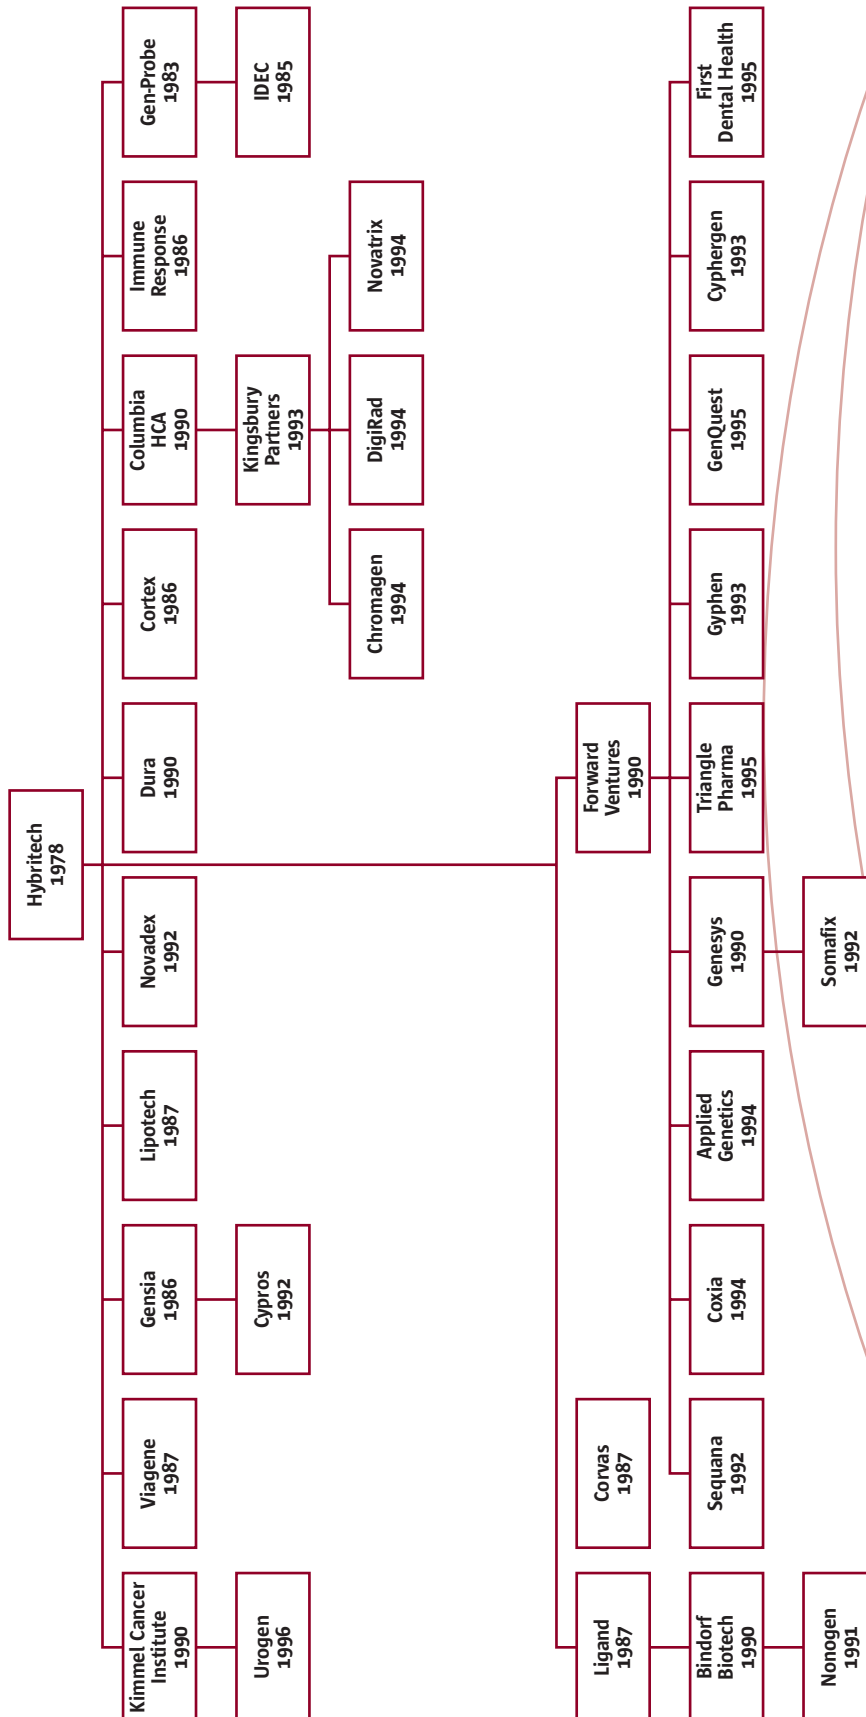 Hybritech
1978
Kimmel Cancer
Institute
1990
Viagene
1987
Gensia
1986
Lipotech
1987
Novadex
1992
Dura
1990
Cortex
1986
Columbia
HCA
1990
Immune
Response
1986
Gen-Probe
1983
Urogen
1996
Cypros
1992
Kingsbury
Partners
1993
IDEC
1985
Chromagen
1994
DigiRad
1994
Novatrix
1994
Ligand
1987
Corvas
1987
Forward
Ventures
1990
Bindorf
Biotech
1990
Sequana
1992
Coxia
1994
Applied
Genetics
1994
Genesys
1990
Triangle
Pharma
1995
Gyphen
1993
GenQuest
1995
Cyphergen
1993
First
Dental Health
1995
Nonogen
1991
Somafix
1992